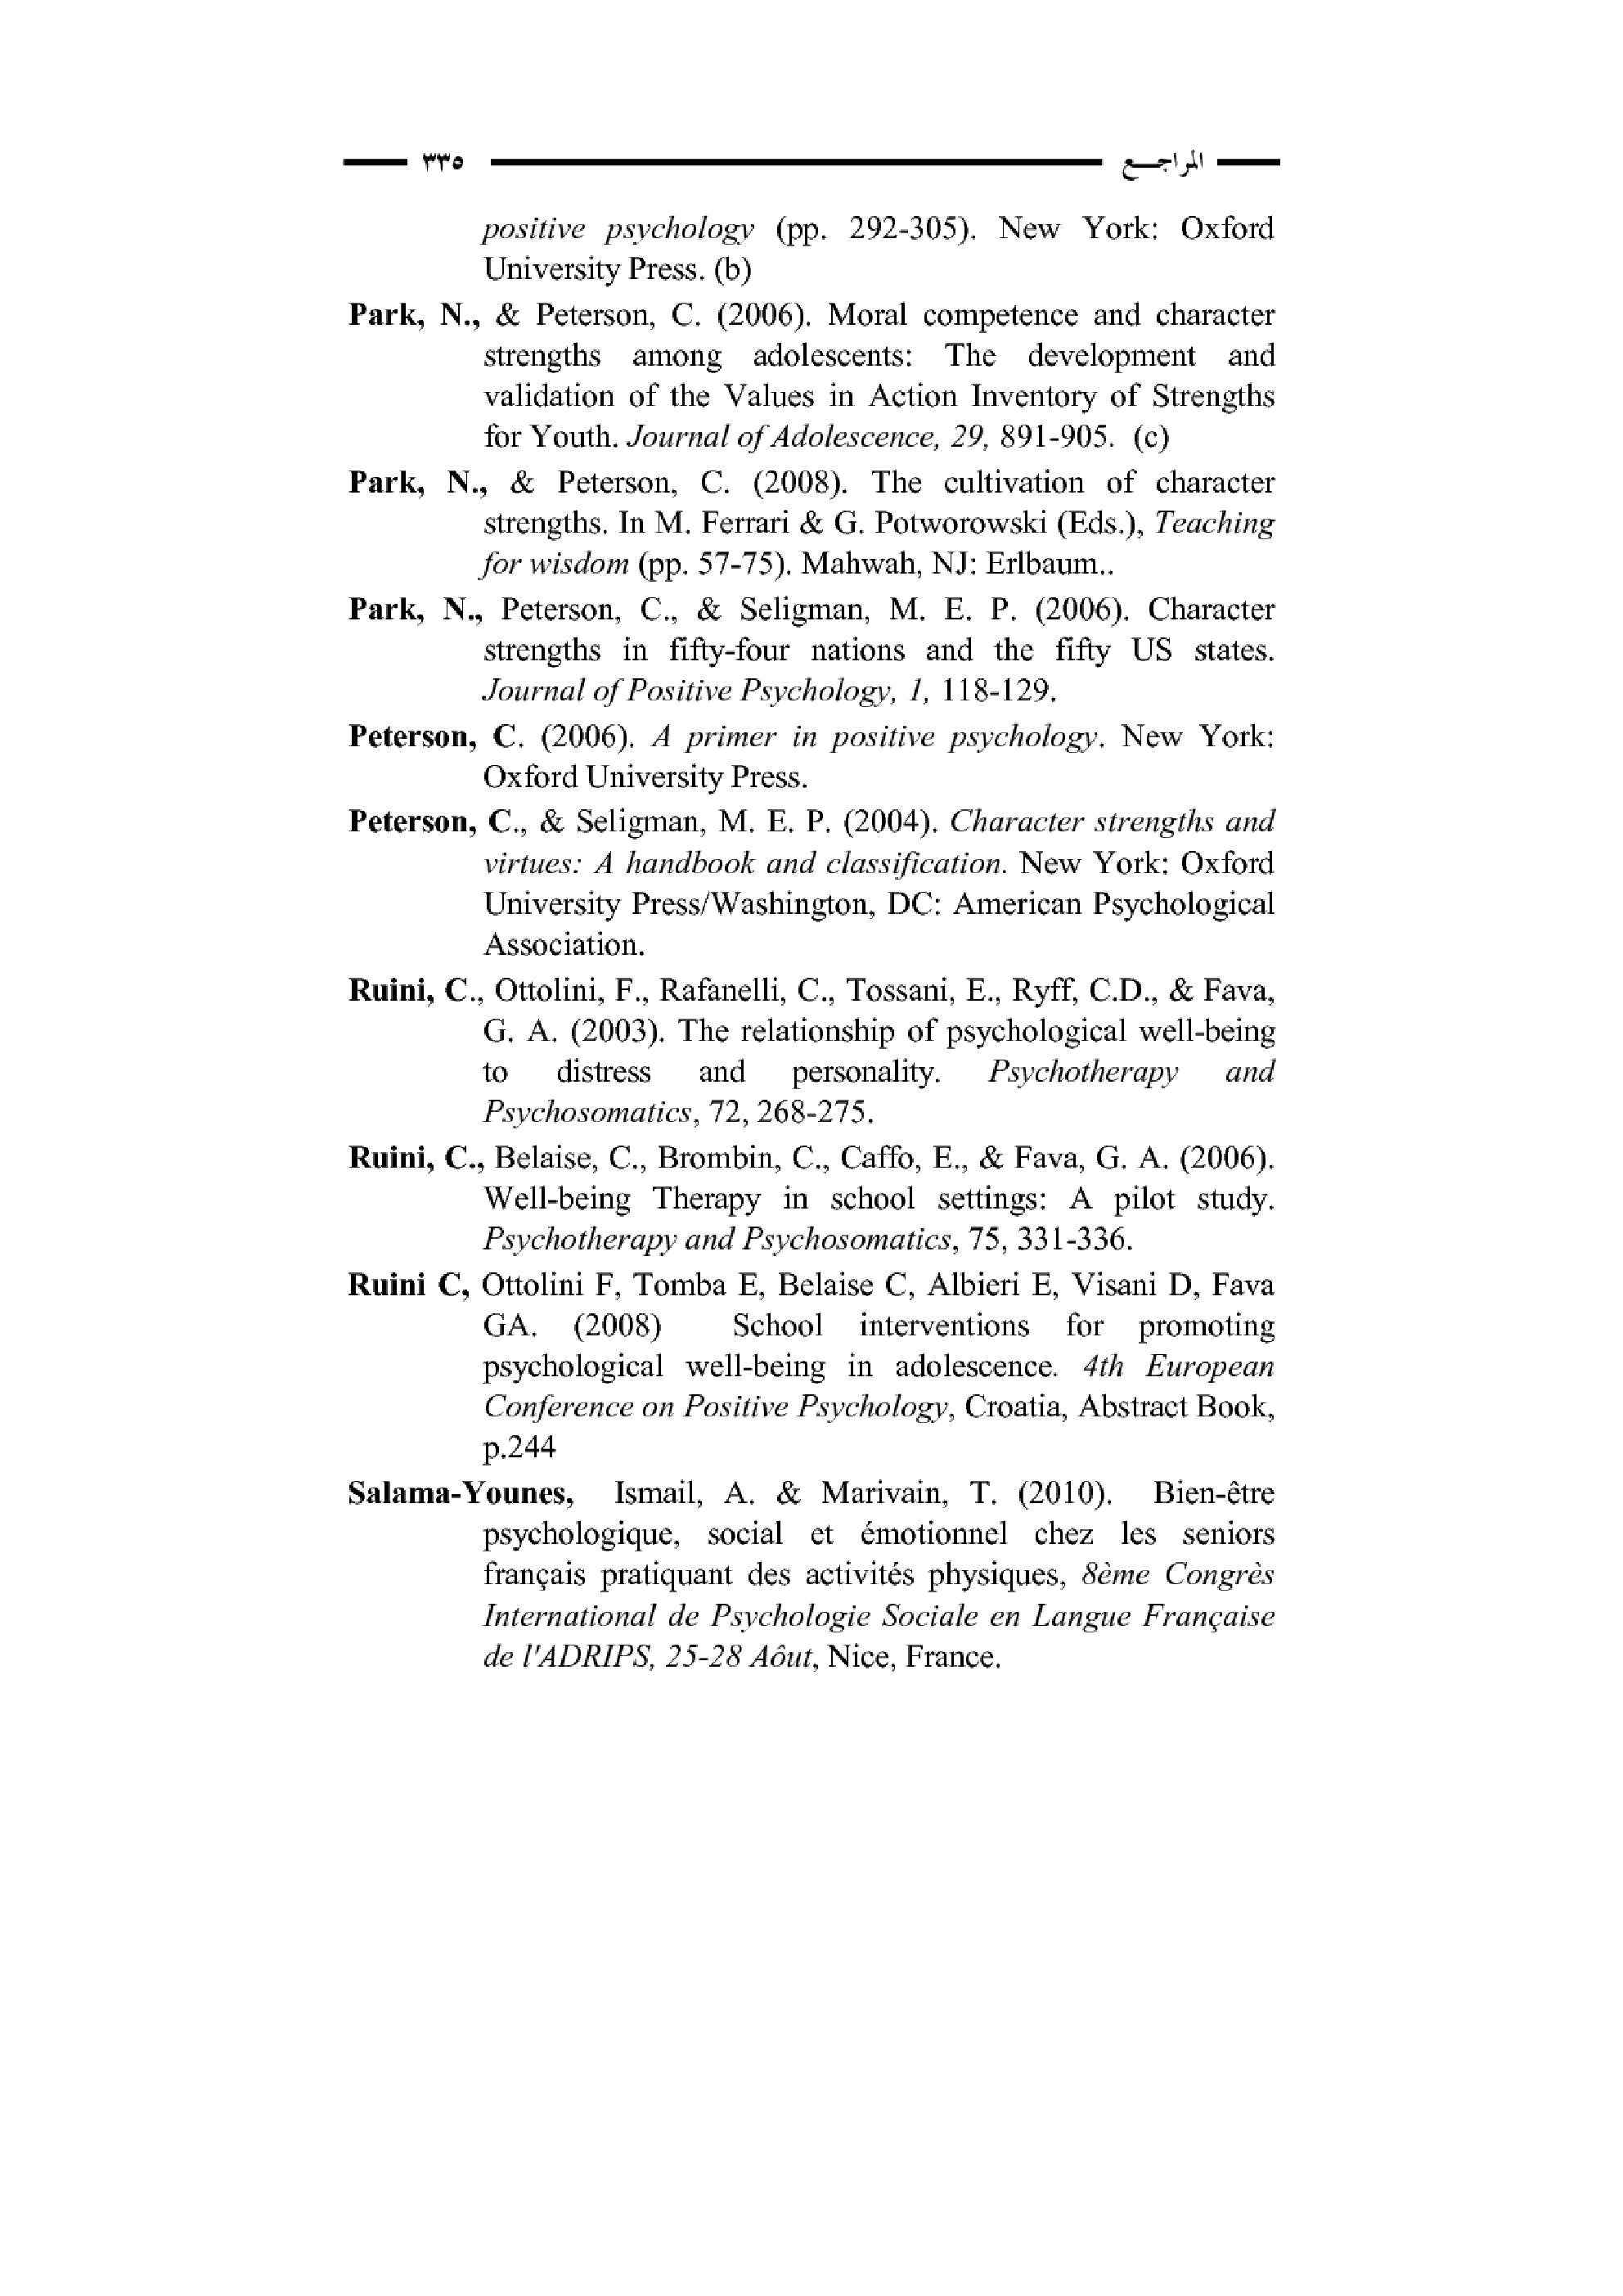 المراجـــع ٣٣٥
positive psychology (pp. 292-305). New York: Oxford
University Press. (b)
Park, N., & Peterson, C. (2006). Moral competence and character
strengths among adolescents: The development and
validation of the Values in Action Inventory of Strengths
for Youth. Journal of Adolescence, 29, 891-905. (c)
Park, N., & Peterson, C. (2008). The cultivation of character
strengths. In M. Ferrari & G. Potworowski (Eds.), Teaching
for wisdom (pp. 57-75). Mahwah, NJ: Erlbaum..
Park, N., Peterson, C., & Seligman, M. E. P. (2006). Character
strengths in fifty-four nations and the fifty US states.
Journal of Positive Psychology, 1, 118-129.
Peterson, C. (2006). A primer in positive psychology. New York:
Oxford University Press.
Peterson, C., & Seligman, M. E. P. (2004). Character strengths and
virtues: A handbook and classification. New York: Oxford
University Press/Washington, DC: American Psychological
Association.
Ruini, C., Ottolini, F., Rafanelli, C., Tossani, E., Ryff, C.D., & Fava,
G. A. (2003). The relationship of psychological well-being
to distress and personality. Psychotherapy and
Psychosomatics, 72, 268-275.
Ruini, C., Belaise, C., Brombin, C., Caffo, E., & Fava, G. A. (2006).
Well-being Therapy in school settings: A pilot study.
Psychotherapy and Psychosomatics, 75, 331-336.
Ruini C, Ottolini F, Tomba E, Belaise C, Albieri E, Visani D, Fava
GA. (2008) School interventions for promoting
psychological well-being in adolescence. 4th European
Conference on Positive Psychology, Croatia, Abstract Book,
p.244
Salama-Younes, Ismail, A. & Marivain, T. (2010). Bien-être
psychologique, social et émotionnel chez les seniors
français pratiquant des activités physiques, 8ème Congrès
International de Psychologie Sociale en Langue Française
de l'ADRIPS, 25-28 Aôut, Nice, France.